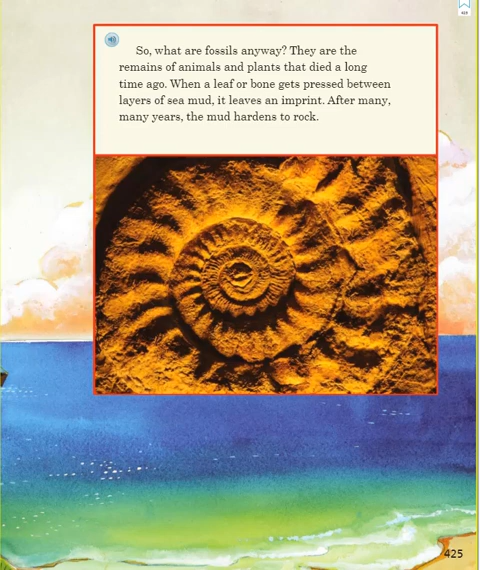 425
So, what are fossils anyway? They are the
remains of animals and plants that died a long
time ago. When a leaf or bone gets pressed between
layers of sea mud, it leaves an imprint. After many,
many years, the mud hardens to rock.
425